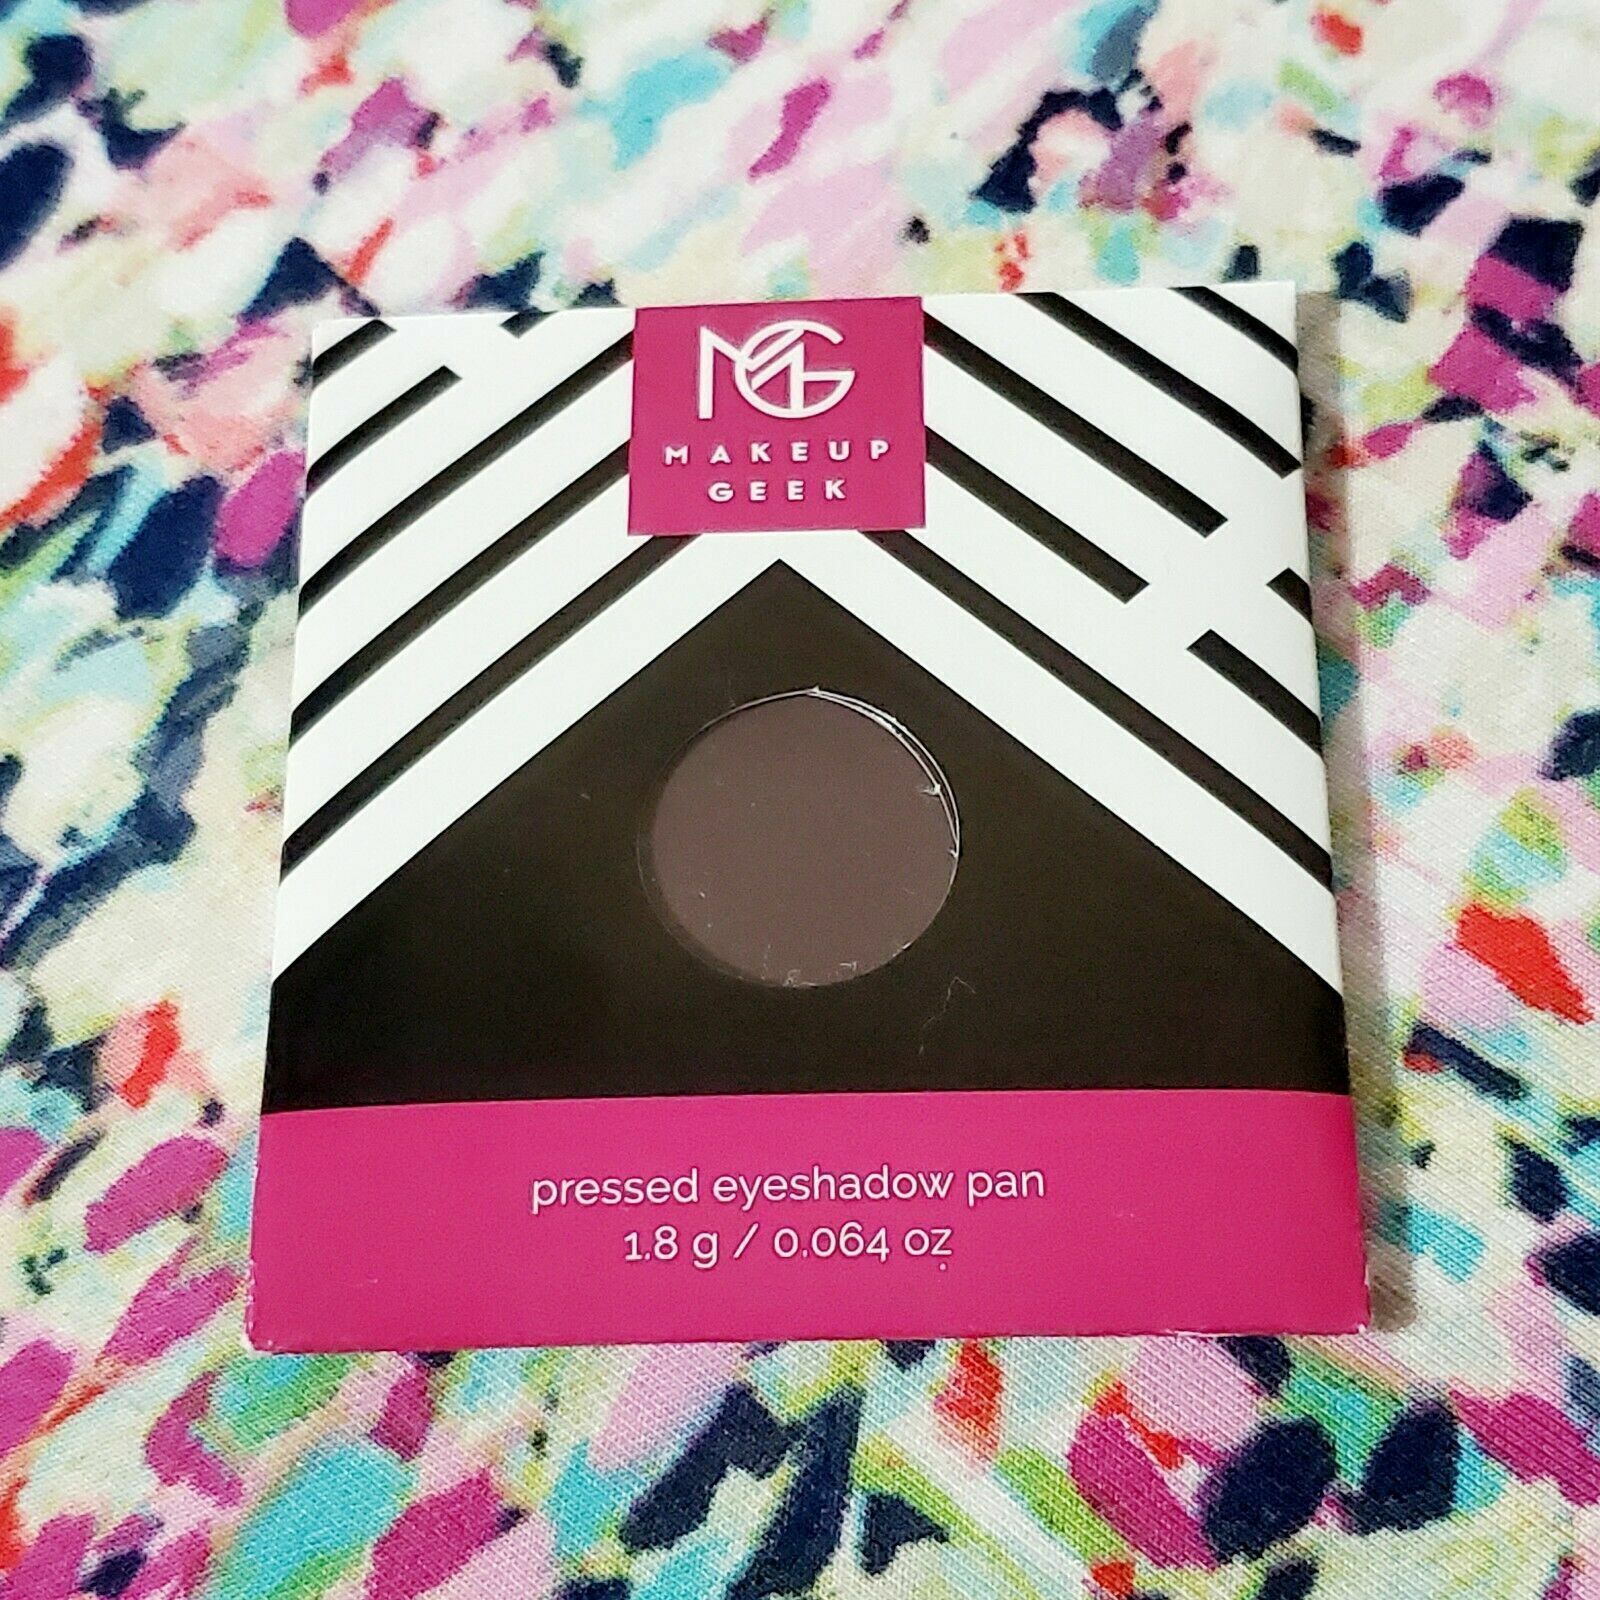 MG
MAKEUP
GEEK
pressed eyeshadow pan
1.8 g / 0.064 oz